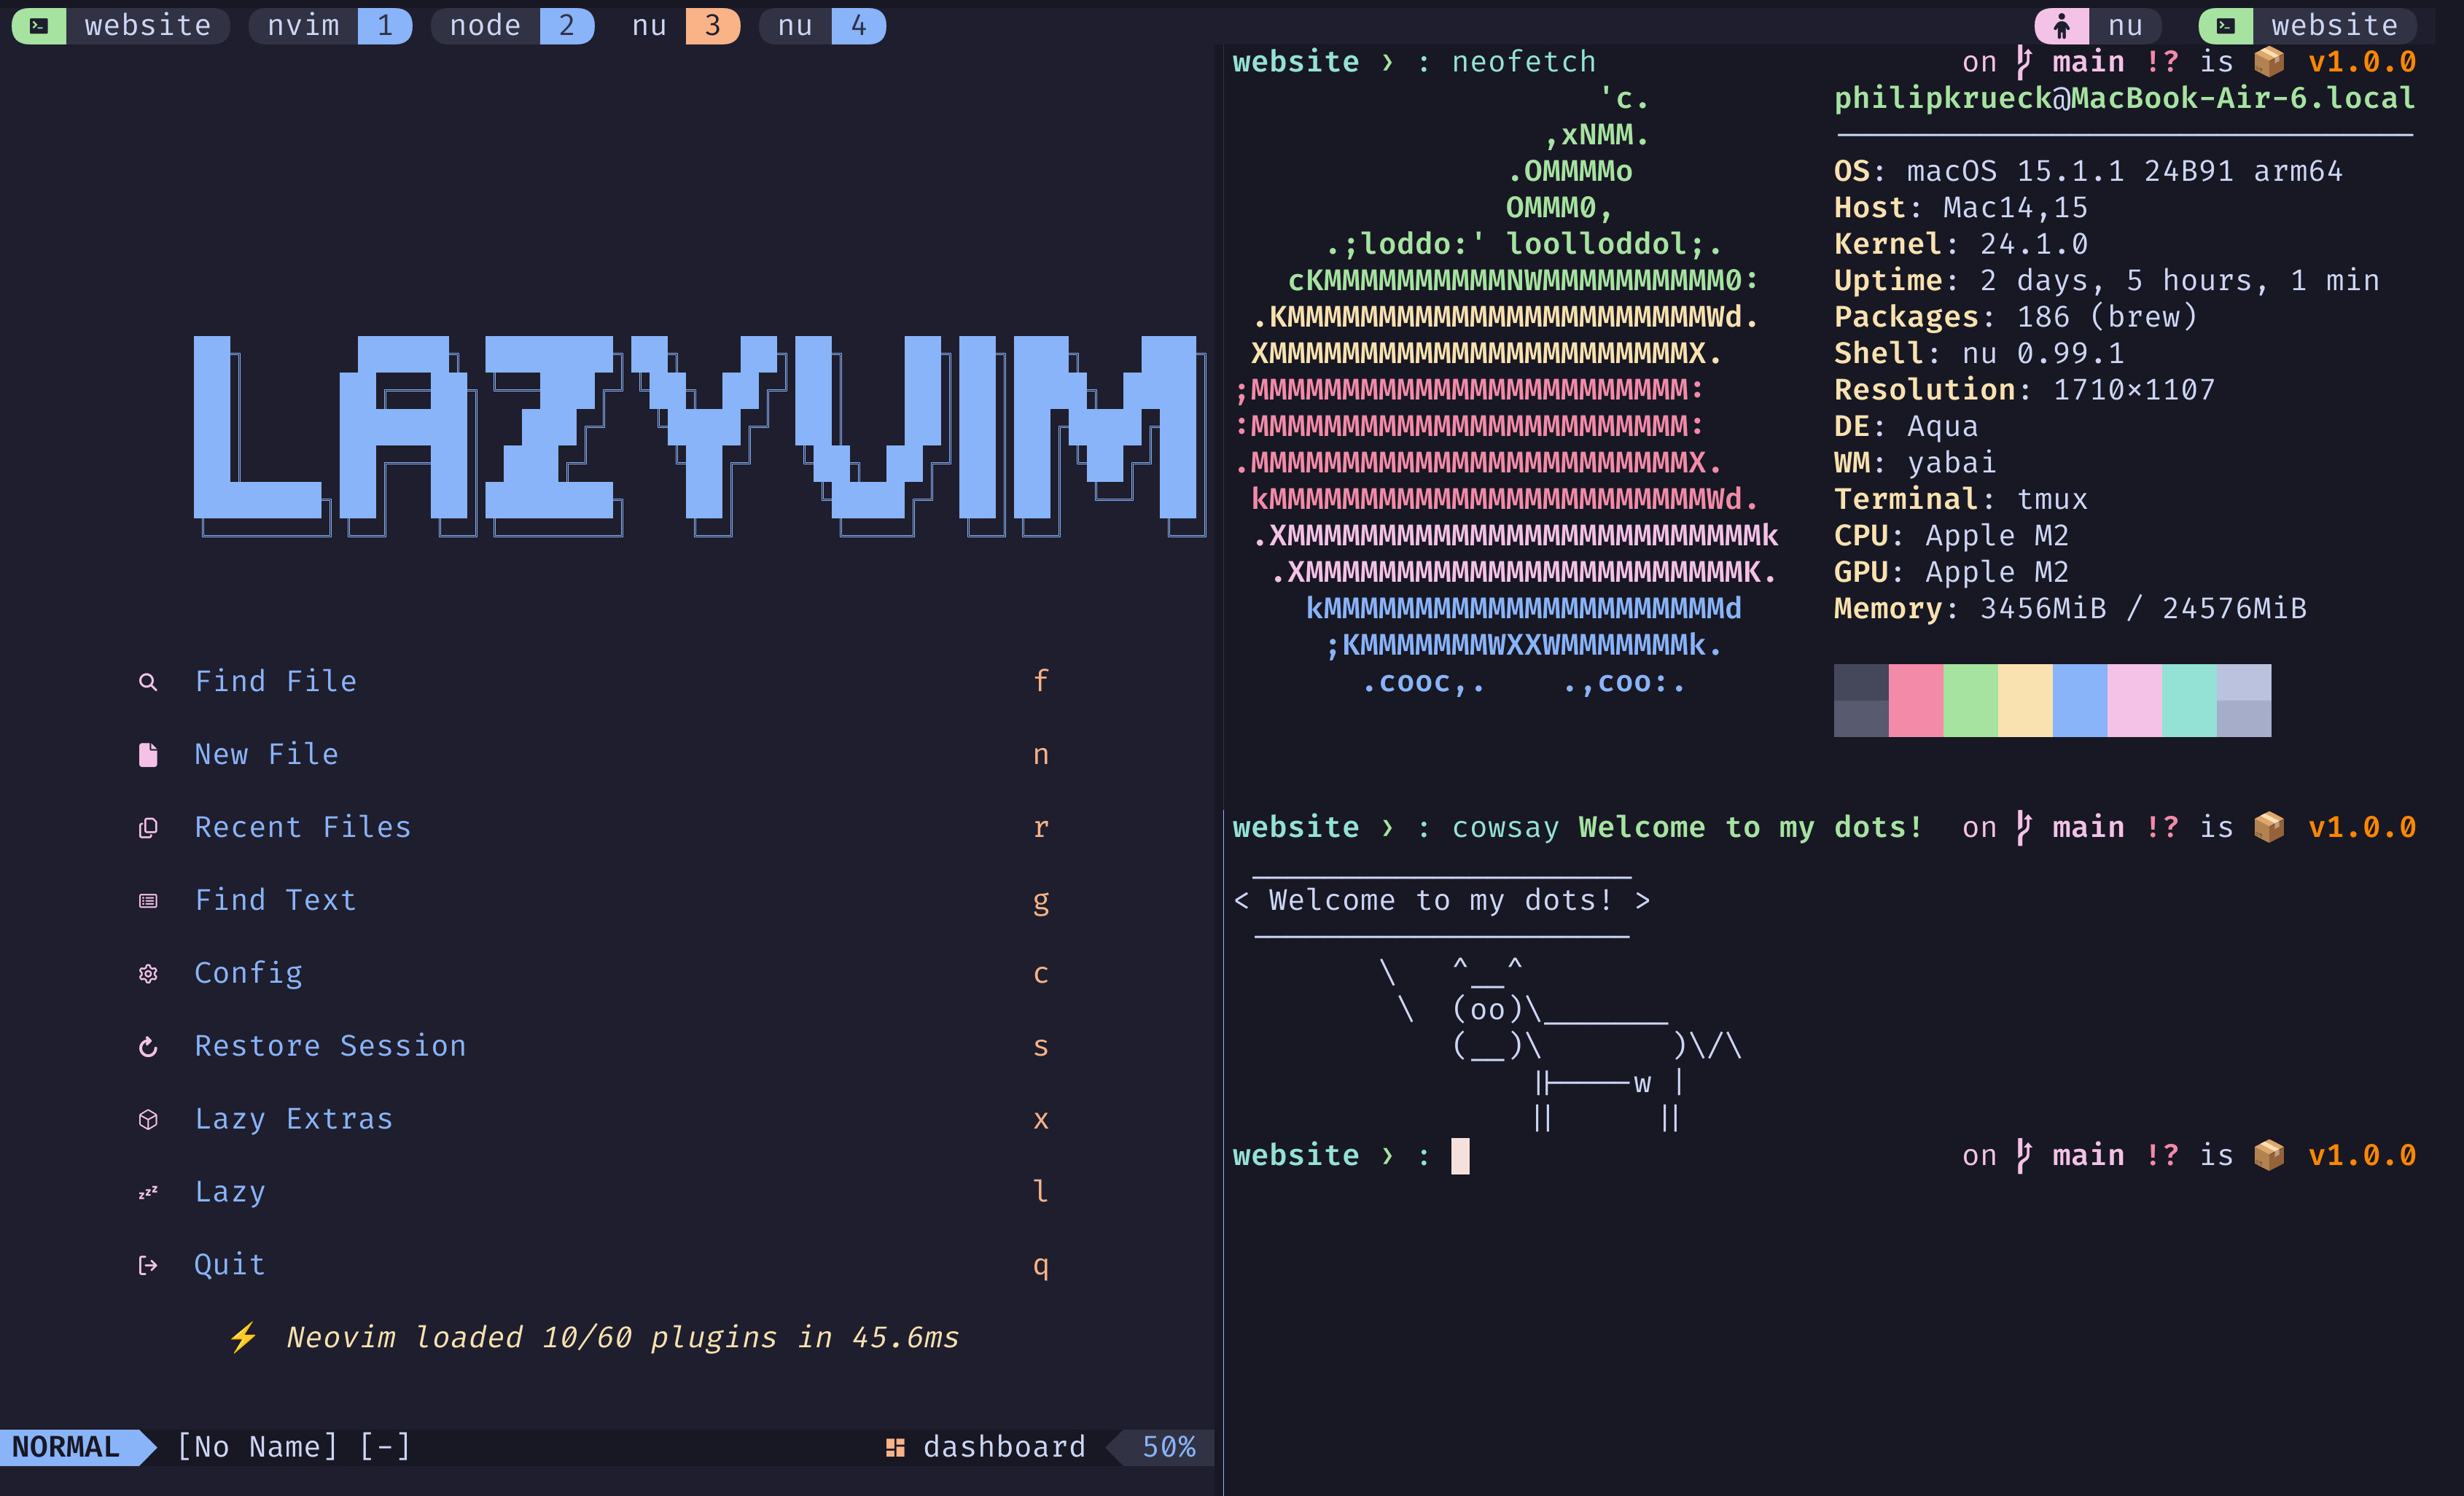 website nvim 1 node 2 nu 3 nu 4 nu website
LAZYVIM
Find File f
New File n
Recent Files r
Find Text g
Config c
Restore Session s
Lazy Extras x
Lazy l
Quit q
⚡ Neovim loaded 10/60 plugins in 45.6ms
NORMAL [No Name] [-] dashboard 50%
website ❯ : neofetch on main !? is 📦 v1.0.0
'c.
,xNMM.
.OMMMMo
OMMM0,
.;loddo:' loolloddol;.
cKMMMMMMMMMMNWMMMMMMMMMM0:
.KMMMMMMMMMMMMMMMMMMMMMMMWd.
XMMMMMMMMMMMMMMMMMMMMMMMX.
;MMMMMMMMMMMMMMMMMMMMMMMM:
:MMMMMMMMMMMMMMMMMMMMMMMM:
.MMMMMMMMMMMMMMMMMMMMMMMMX.
kMMMMMMMMMMMMMMMMMMMMMMMMWd.
.XMMMMMMMMMMMMMMMMMMMMMMMMMMk
.XMMMMMMMMMMMMMMMMMMMMMMMMK.
kMMMMMMMMMMMMMMMMMMMMMMd
;KMMMMMMMWXXWMMMMMMMk.
.cooc,. .,coo:.
philipkrueck@MacBook-Air-6.local
--------------------------------
OS: macOS 15.1.1 24B91 arm64
Host: Mac14,15
Kernel: 24.1.0
Uptime: 2 days, 5 hours, 1 min
Packages: 186 (brew)
Shell: nu 0.99.1
Resolution: 1710x1107
DE: Aqua
WM: yabai
Terminal: tmux
CPU: Apple M2
GPU: Apple M2
Memory: 3456MiB / 24576MiB
website ❯ : cowsay Welcome to my dots! on main !? is 📦 v1.0.0
_____________________
< Welcome to my dots! >
---------------------
\ ^__^
\ (oo)\_______
(__)\ )\/\
||----w |
|| ||
website ❯ : on main !? is 📦 v1.0.0